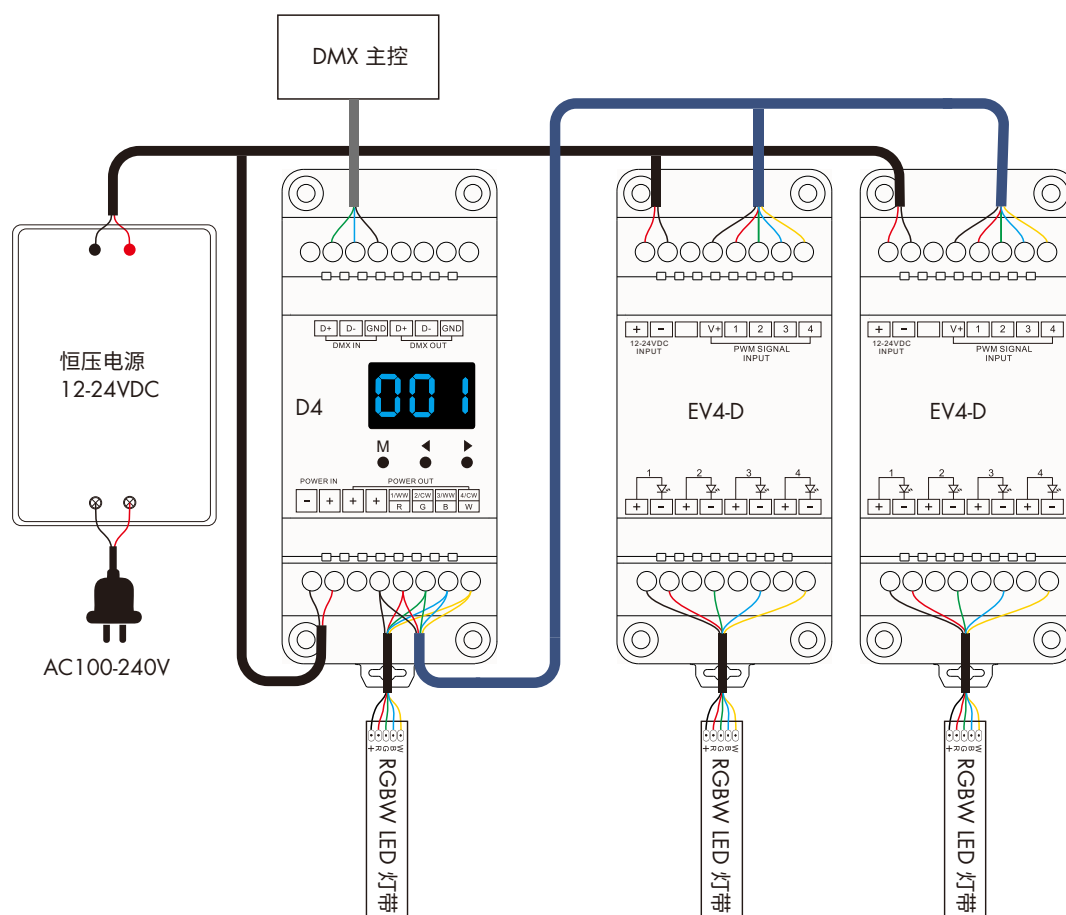 DMX 主控
恒压电源
12-24VDC
AC100-240V
D+ D- GND D+ D- GND
DMX IN DMX OUT
D4
001
M
POWER IN POWER OUT
- + + + 1/WW 2/CW 3/WW 4/CW
R G B W
+ - V+ 1 2 3 4
12-24VDC
INPUT
PWM SIGNAL
INPUT
EV4-D
1 2 3 4
+ - + - + - + -
+ - V+ 1 2 3 4
12-24VDC
INPUT
PWM SIGNAL
INPUT
EV4-D
1 2 3 4
+ - + - + - + -
+ R G B W
RGBW LED 灯带
+ R G B W
RGBW LED 灯带
+ R G B W
RGBW LED 灯带